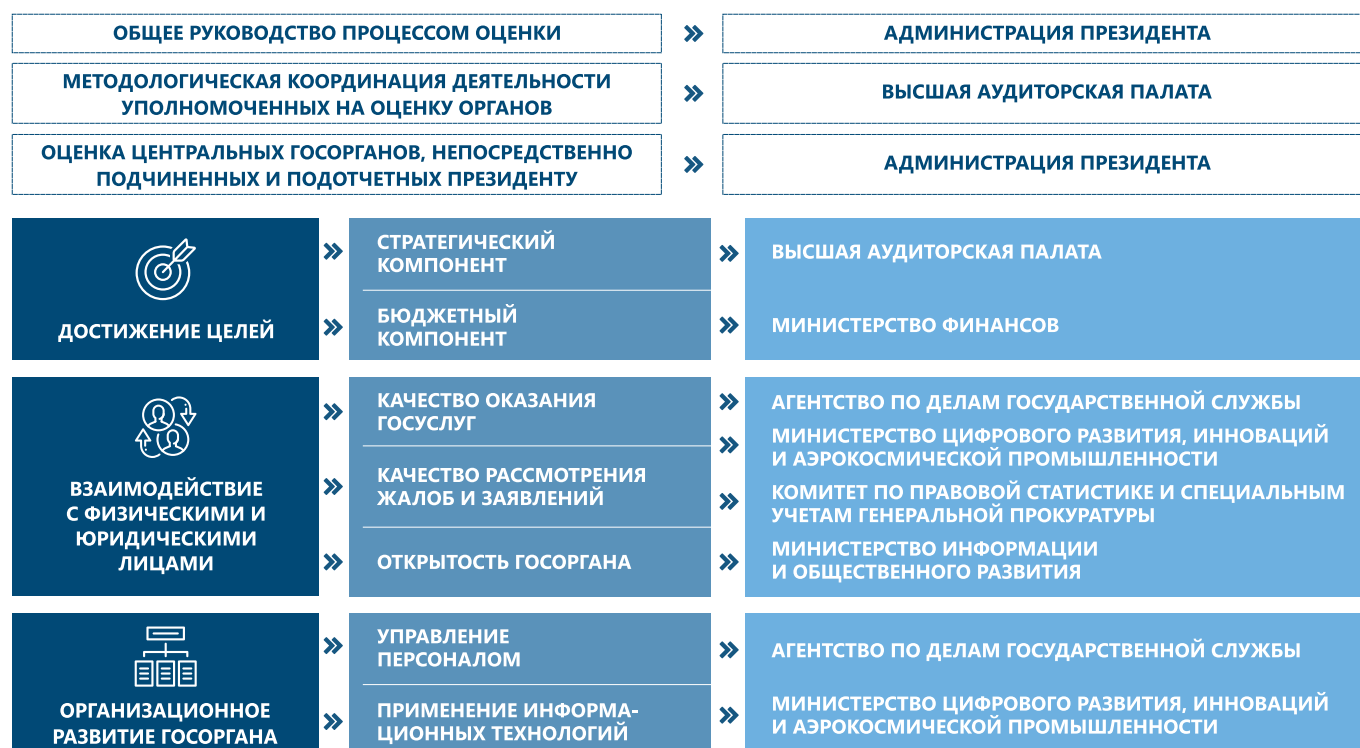 ОБЩЕЕ РУКОВОДСТВО ПРОЦЕССОМ ОЦЕНКИ
АДМИНИСТРАЦИЯ ПРЕЗИДЕНТА
МЕТОДОЛОГИЧЕСКАЯ КООРДИНАЦИЯ ДЕЯТЕЛЬНОСТИ
УПОЛНОМОЧЕННЫХ НА ОЦЕНКУ ОРГАНОВ
ВЫСШАЯ АУДИТОРСКАЯ ПАЛАТА
ОЦЕНКА ЦЕНТРАЛЬНЫХ ГОСОРГАНОВ, НЕПОСРЕДСТВЕННО
ПОДЧИНЕННЫХ И ПОДОТЧЕТНЫХ ПРЕЗИДЕНТУ
АДМИНИСТРАЦИЯ ПРЕЗИДЕНТА
ДОСТИЖЕНИЕ ЦЕЛЕЙ
СТРАТЕГИЧЕСКИЙ
КОМПОНЕНТ
ВЫСШАЯ АУДИТОРСКАЯ ПАЛАТА
БЮДЖЕТНЫЙ
КОМПОНЕНТ
МИНИСТЕРСТВО ФИНАНСОВ
ВЗАИМОДЕЙСТВИЕ
С ФИЗИЧЕСКИМИ И
ЮРИДИЧЕСКИМИ
ЛИЦАМИ
КАЧЕСТВО ОКАЗАНИЯ
ГОСУСЛУГ
КАЧЕСТВО РАССМОТРЕНИЯ
ЖАЛОБ И ЗАЯВЛЕНИЙ
ОТКРЫТОСТЬ ГОСОРГАНА
АГЕНТСТВО ПО ДЕЛАМ ГОСУДАРСТВЕННОЙ СЛУЖБЫ
МИНИСТЕРСТВО ЦИФРОВОГО РАЗВИТИЯ, ИННОВАЦИЙ
И АЭРОКОСМИЧЕСКОЙ ПРОМЫШЛЕННОСТИ
КОМИТЕТ ПО ПРАВОВОЙ СТАТИСТИКЕ И СПЕЦИАЛЬНЫМ
УЧЕТАМ ГЕНЕРАЛЬНОЙ ПРОКУРАТУРЫ
МИНИСТЕРСТВО ИНФОРМАЦИИ
И ОБЩЕСТВЕННОГО РАЗВИТИЯ
ОРГАНИЗАЦИОННОЕ
РАЗВИТИЕ ГОСОРГАНА
УПРАВЛЕНИЕ
ПЕРСОНАЛОМ
АГЕНТСТВО ПО ДЕЛАМ ГОСУДАРСТВЕННОЙ СЛУЖБЫ
ПРИМЕНЕНИЕ ИНФОРМА-
ЦИОННЫХ ТЕХНОЛОГИЙ
МИНИСТЕРСТВО ЦИФРОВОГО РАЗВИТИЯ, ИННОВАЦИЙ
И АЭРОКОСМИЧЕСКОЙ ПРОМЫШЛЕННОСТИ